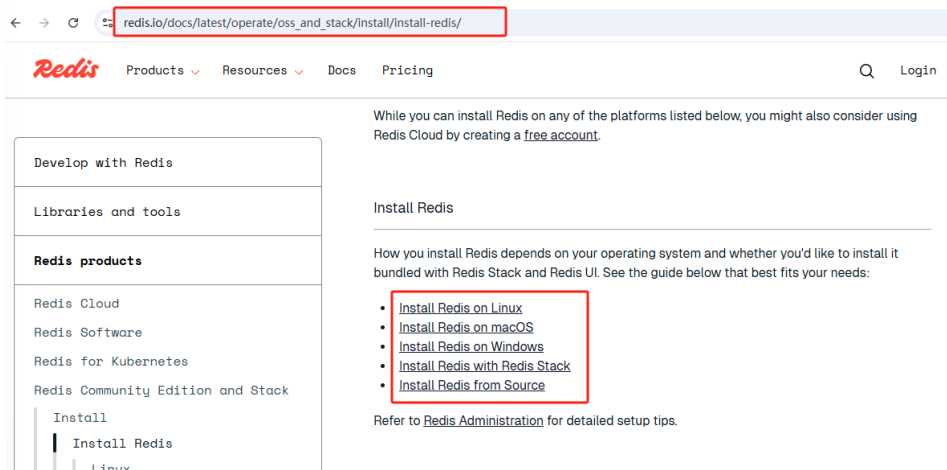 redis.io/docs/latest/operate/oss_and_stack/install/install-redis/
Redis Products Resources Docs Pricing Login
While you can install Redis on any of the platforms listed below, you might also consider using
Redis Cloud by creating a free account.
Develop with Redis
Libraries and tools
Redis products
Redis Cloud
Redis Software
Redis for Kubernetes
Redis Community Edition and Stack
Install
Install Redis
Linux
Install Redis
How you install Redis depends on your operating system and whether you'd like to install it
bundled with Redis Stack and Redis UI. See the guide below that best fits your needs:
Install Redis on Linux
Install Redis on macOS
Install Redis on Windows
Install Redis with Redis Stack
Install Redis from Source
Refer to Redis Administration for detailed setup tips.